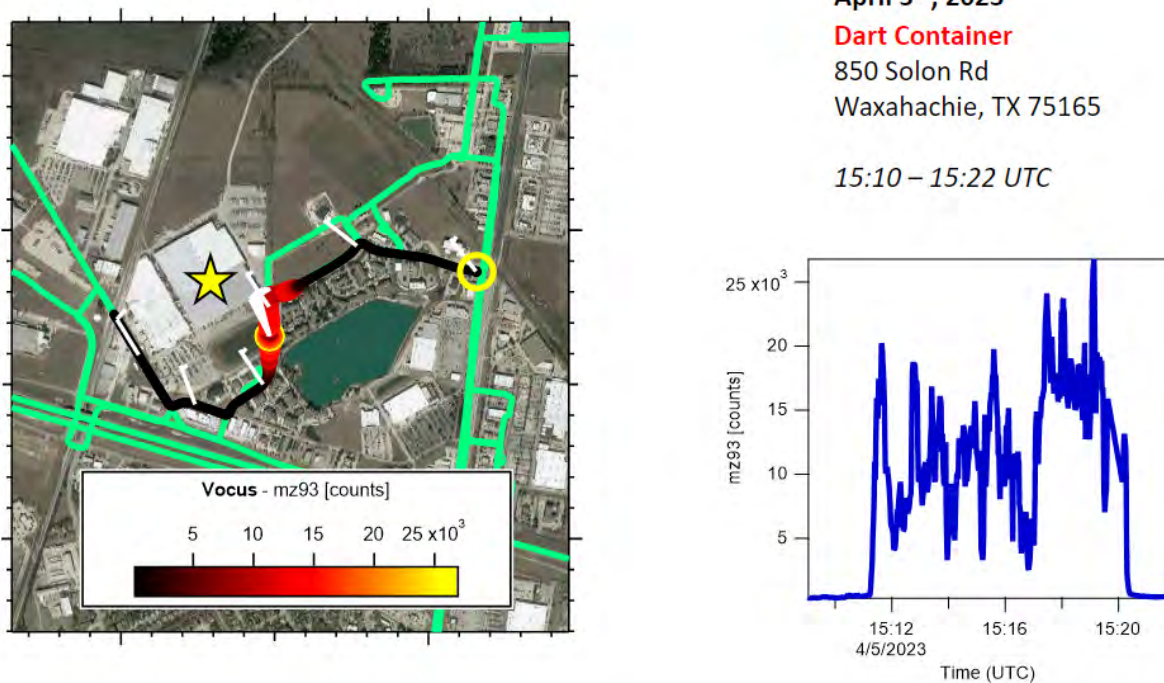 Dart Container
850 Solon Rd
Waxahachie, TX 75165
15:10 – 15:22 UTC
Vocus - mz93 [counts]
5 10 15 20 25 x10³
mz93 [counts]
25 x10³
20
15
10
5
15:12 15:16 15:20
4/5/2023
Time (UTC)